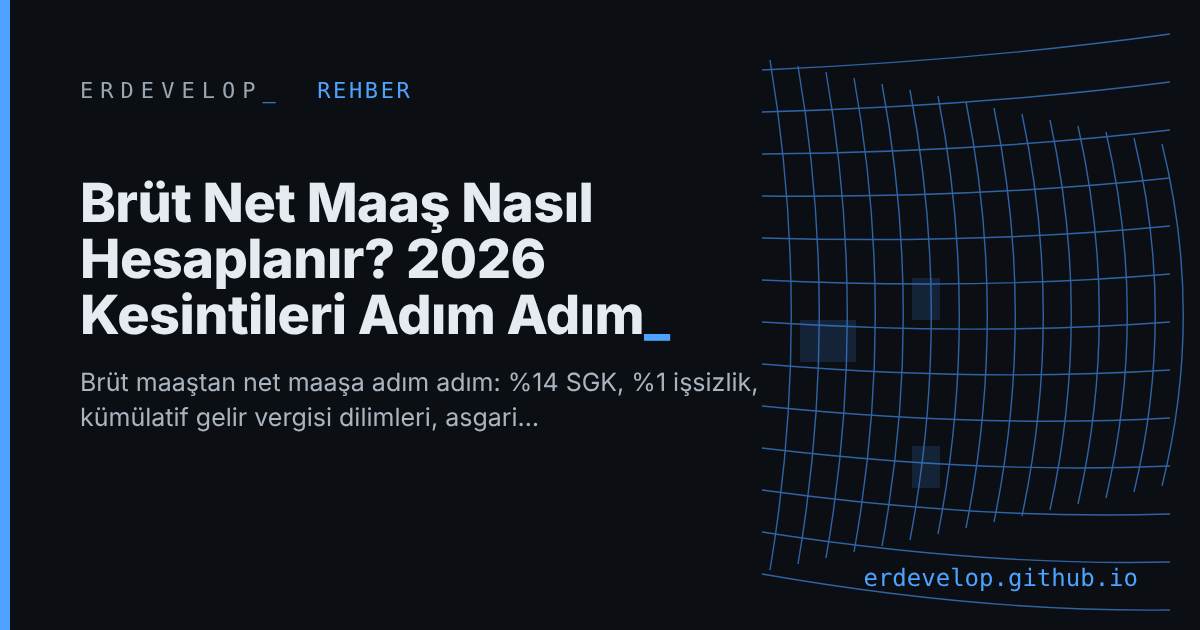 ERDEVELOP_ REHBER
Brüt Net Maaş Nasıl
Hesaplanır? 2026
Kesintileri Adım Adım_
Brüt maaştan net maaşa adım adım: %14 SGK, %1 işsizlik,
kümülatif gelir vergisi dilimleri, asgari…
erdevelop.github.io